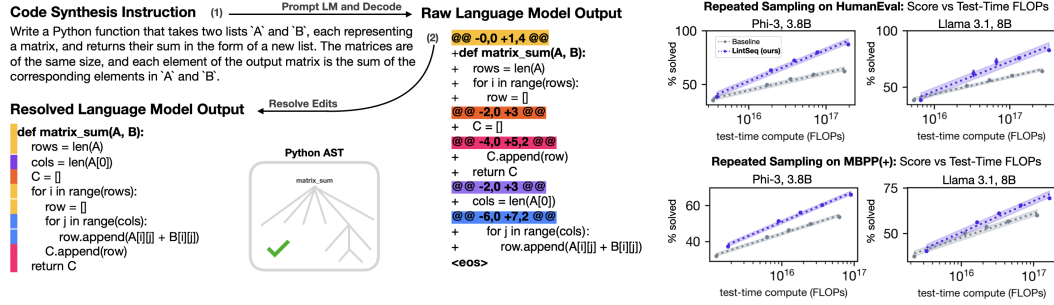 Code Synthesis Instruction
(1)
Prompt LM and Decode
Write a Python function that takes two lists `A` and `B`, each representing
a matrix, and returns their sum in the form of a new list. The matrices are
of the same size, and each element of the output matrix is the sum of the
corresponding elements in `A` and `B`.
Raw Language Model Output
(2)
@@ -0,0 +1,4 @@
+def matrix_sum(A, B):
+ rows = len(A)
+ for i in range(rows):
+ row = []
@@ -2,0 +3 @@
+ C = []
@@ -4,0 +5,2 @@
+ C.append(row)
+ return C
@@ -2,0 +3 @@
+ cols = len(A[0])
@@ -6,0 +7,2 @@
+ for j in range(cols):
+ row.append(A[i][j] + B[i][j])
<eos>
Resolve Edits
Resolved Language Model Output
def matrix_sum(A, B):
rows = len(A)
cols = len(A[0])
C = []
for i in range(rows):
row = []
for j in range(cols):
row.append(A[i][j] + B[i][j])
C.append(row)
return C
Python AST
matrix_sum
Repeated Sampling on HumanEval: Score vs Test-Time FLOPs
Phi-3, 3.8B
Llama 3.1, 8B
% solved
100
50
Baseline
LintSeq (ours)
10^16
10^17
test-time compute (FLOPs)
% solved
100
50
10^16
10^17
test-time compute (FLOPs)
Repeated Sampling on MBPP(+): Score vs Test-Time FLOPs
Phi-3, 3.8B
Llama 3.1, 8B
% solved
60
40
10^16
10^17
test-time compute (FLOPs)
% solved
75
50
10^16
10^17
test-time compute (FLOPs)